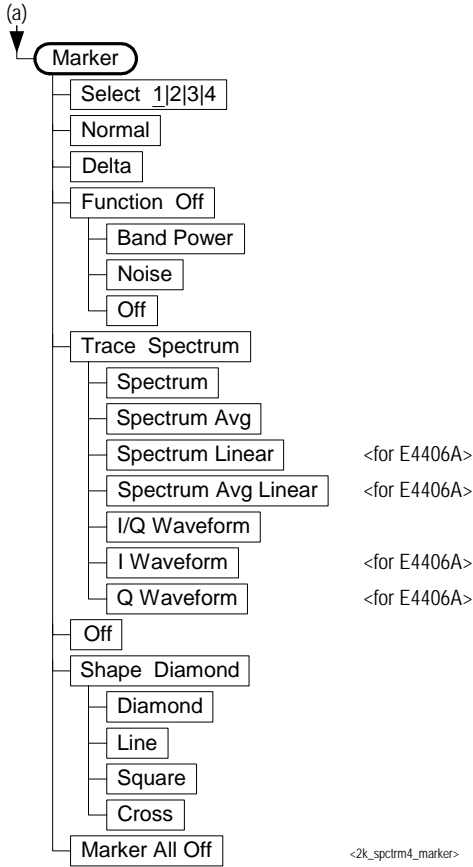 (a)
Marker
Select 1|2|3|4
Normal
Delta
Function Off
Band Power
Noise
Off
Trace Spectrum
Spectrum
Spectrum Avg
Spectrum Linear <for E4406A>
Spectrum Avg Linear <for E4406A>
I/Q Waveform
I Waveform <for E4406A>
Q Waveform <for E4406A>
Off
Shape Diamond
Diamond
Line
Square
Cross
Marker All Off <2k_spctrm4_marker>